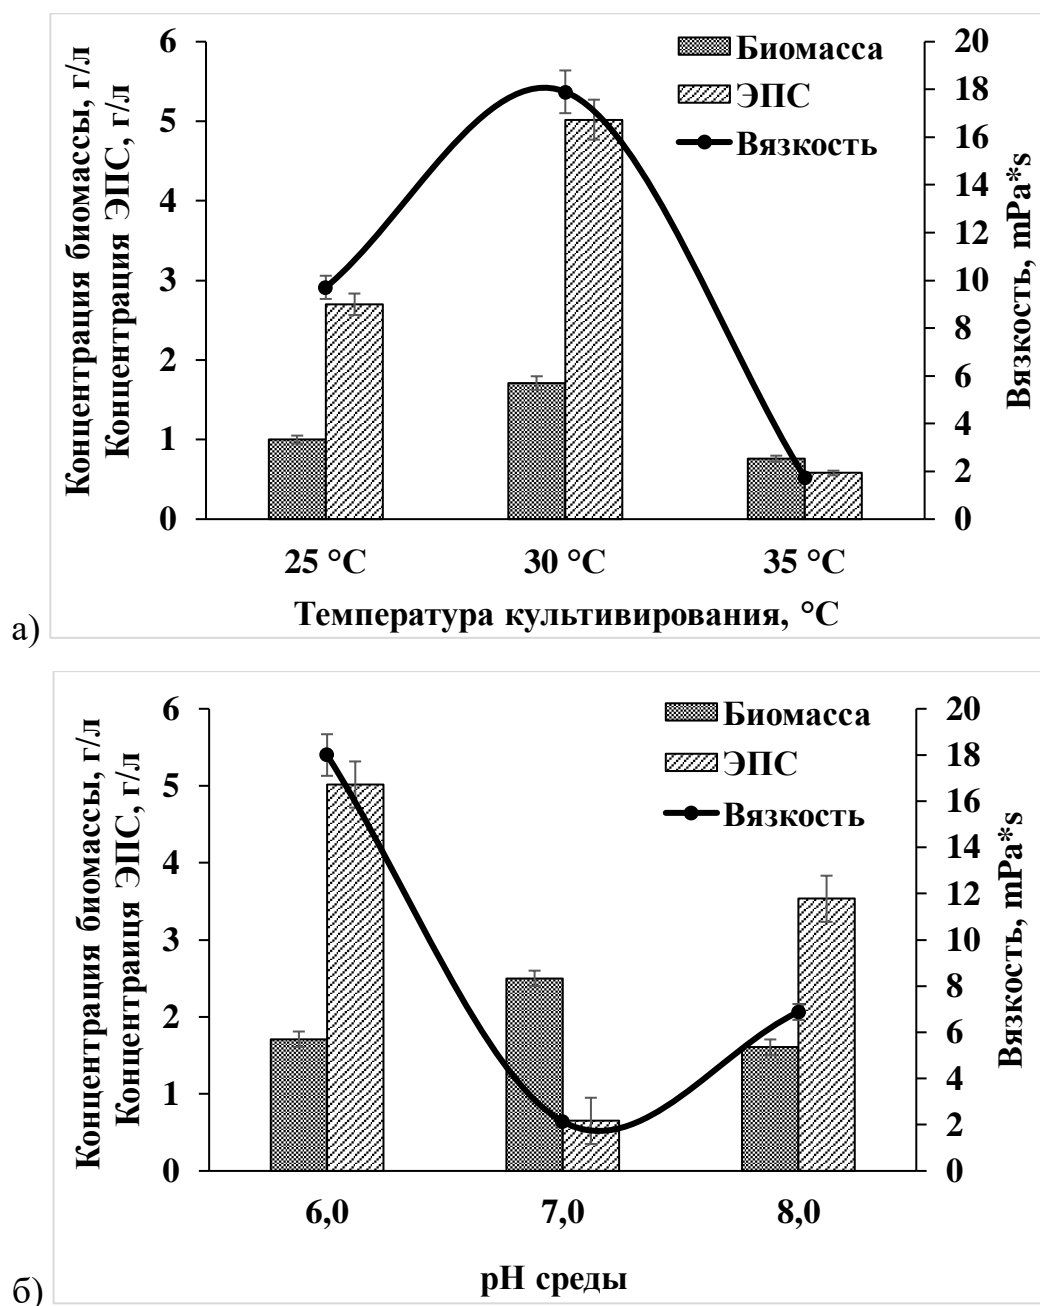 Концентрация биомассы, г/л
Концентрация ЭПС, г/л
6
5
4
3
2
1
0
Биомасса
ЭПС
Вязкость
20
18
16
14
12
10
8
6
4
2
0
Вязкость, mPa*s
25 °C
30 °C
35 °C
Температура культивирования, °C
а)
Концентрация биомассы, г/л
Концентраиця ЭПС, г/л
6
5
4
3
2
1
0
Биомасса
ЭПС
Вязкость
20
18
16
14
12
10
8
6
4
2
0
Вязкость, mPa*s
6,0
7,0
8,0
pH среды
б)